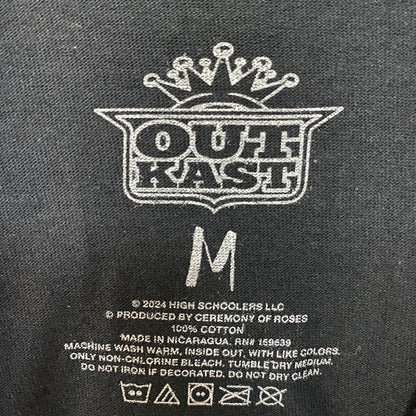 OUT
KAST
M
© 2024 HIGH SCHOOLERS LLC
℗ PRODUCED BY CEREMONY OF ROSES
100% COTTON
MADE IN NICARAGUA. RN# 159639
MACHINE WASH WARM, INSIDE OUT, WITH LIKE COLORS.
ONLY NON-CHLORINE BLEACH. TUMBLE DRY MEDIUM.
DO NOT IRON IF DECORATED. DO NOT DRY CLEAN.